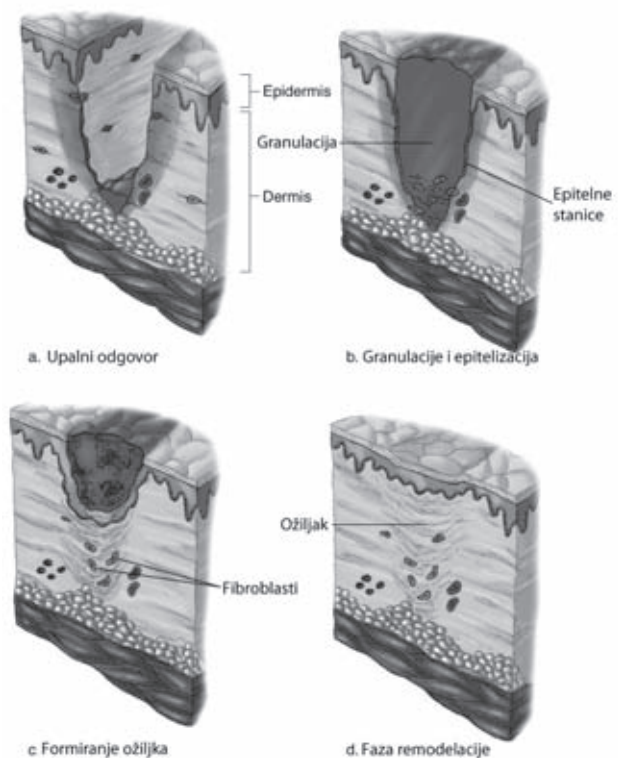 Epidermis
Granulacija
Dermis
Epitelne
stanice
a. Upalni odgovor
b. Granulacije i epitelizacija
Ožiljak
Fibroblasti
c Formiranje ožiljka
d. Faza remodelacije